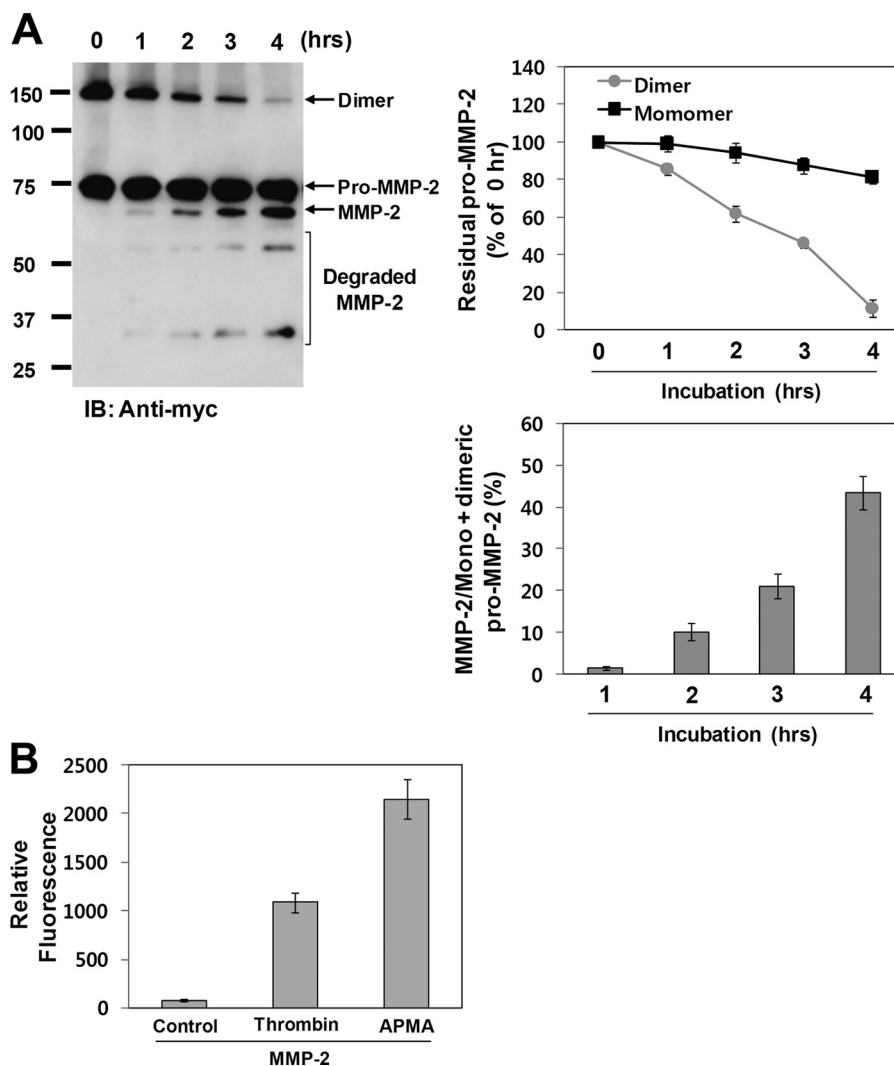 A
0 1 2 3 4 (hrs)
150
100
75
50
37
25
Dimer
Pro-MMP-2
MMP-2
Degraded
MMP-2
IB: Anti-myc
Residual pro-MMP-2
(% of 0 hr)
140
120
100
80
60
40
20
0
Dimer
Momomer
0 1 2 3 4
Incubation (hrs)
MMP-2/Mono + dimeric
pro-MMP-2 (%)
60
50
40
30
20
10
0
1 2 3 4
Incubation (hrs)
B
Relative
Fluorescence
2500
2000
1500
1000
500
0
Control Thrombin APMA
MMP-2